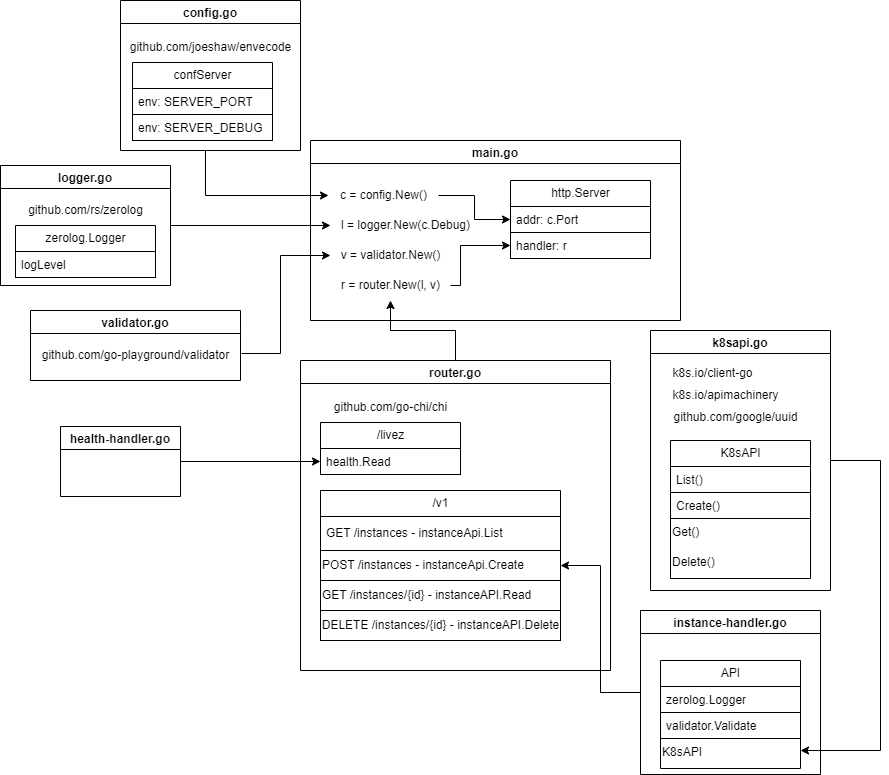 config.go
github.com/joeshaw/envecode
confServer
env: SERVER_PORT
env: SERVER_DEBUG
main.go
c = config.New()
l = logger.New(c.Debug)
v = validator.New()
r = router.New(l, v)
http.Server
addr: c.Port
handler: r
logger.go
github.com/rs/zerolog
zerolog.Logger
logLevel
validator.go
github.com/go-playground/validator
router.go
github.com/go-chi/chi
/livez
health.Read
/v1
GET /instances - instanceApi.List
POST /instances - instanceApi.Create
GET /instances/{id} - instanceAPI.Read
DELETE /instances/{id} - instanceAPI.Delete
health-handler.go
k8sapi.go
k8s.io/client-go
k8s.io/apimachinery
github.com/google/uuid
K8sAPI
List()
Create()
Get()
Delete()
instance-handler.go
API
zerolog.Logger
validator.Validate
K8sAPI